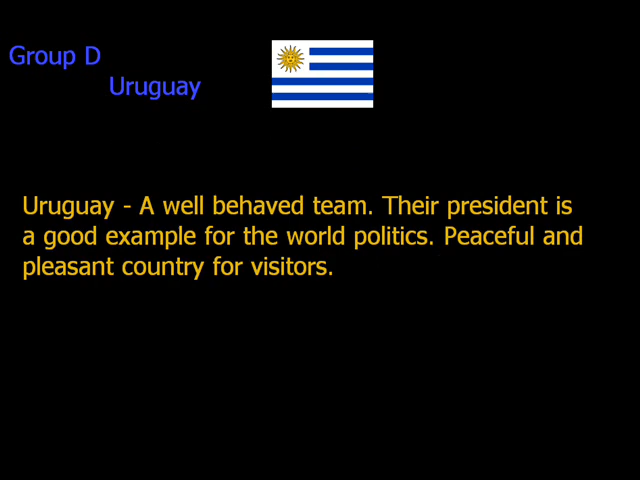 Group D
Uruguay
Uruguay - A well behaved team. Their president is
a good example for the world politics. Peaceful and
pleasant country for visitors.